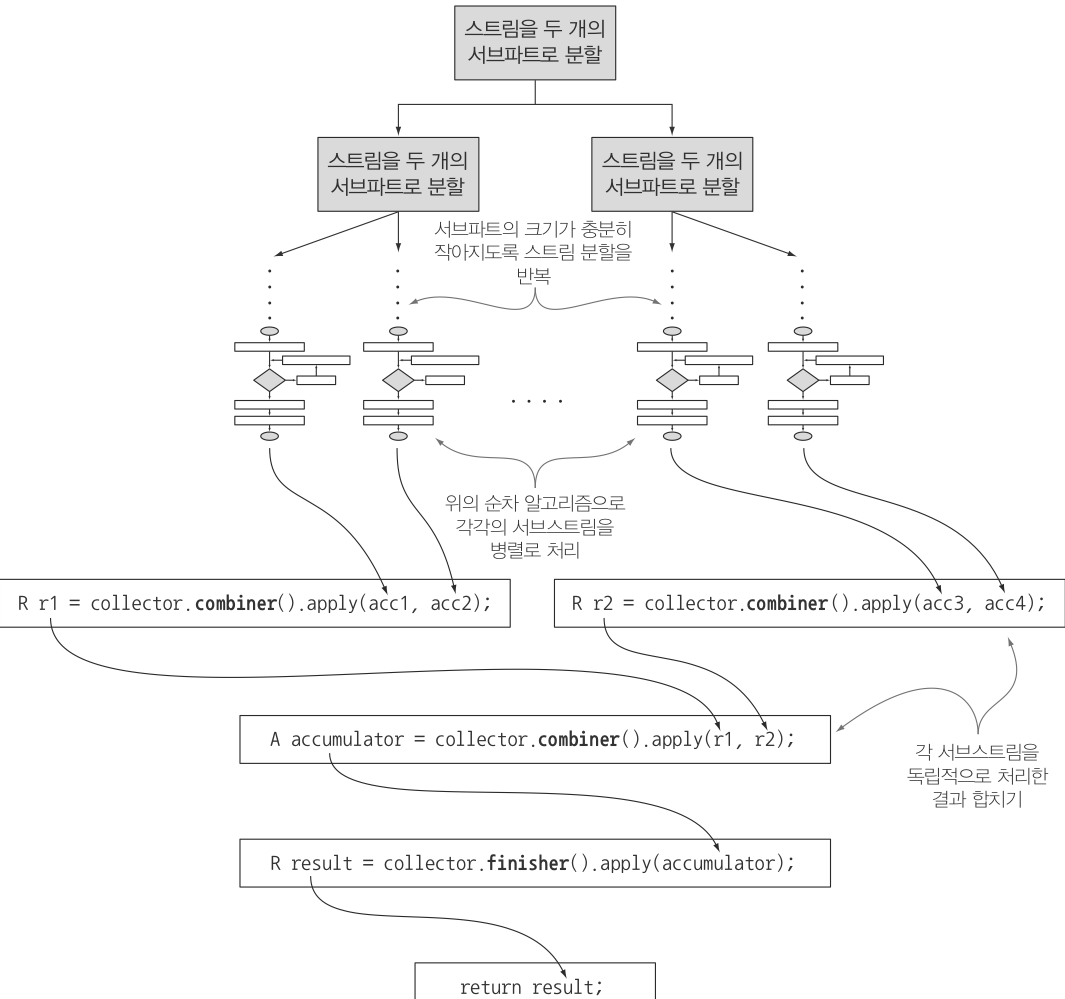 스트림을 두 개의
서브파트로 분할
스트림을 두 개의
서브파트로 분할
스트림을 두 개의
서브파트로 분할
서브파트의 크기가 충분히
작아지도록 스트림 분할을
반복
위의 순차 알고리즘으로
각각의 서브스트림을
병렬로 처리
R r1 = collector.combiner().apply(acc1, acc2);
R r2 = collector.combiner().apply(acc3, acc4);
A accumulator = collector.combiner().apply(r1, r2);
각 서브스트림을
독립적으로 처리한
결과 합치기
R result = collector.finisher().apply(accumulator);
return result;